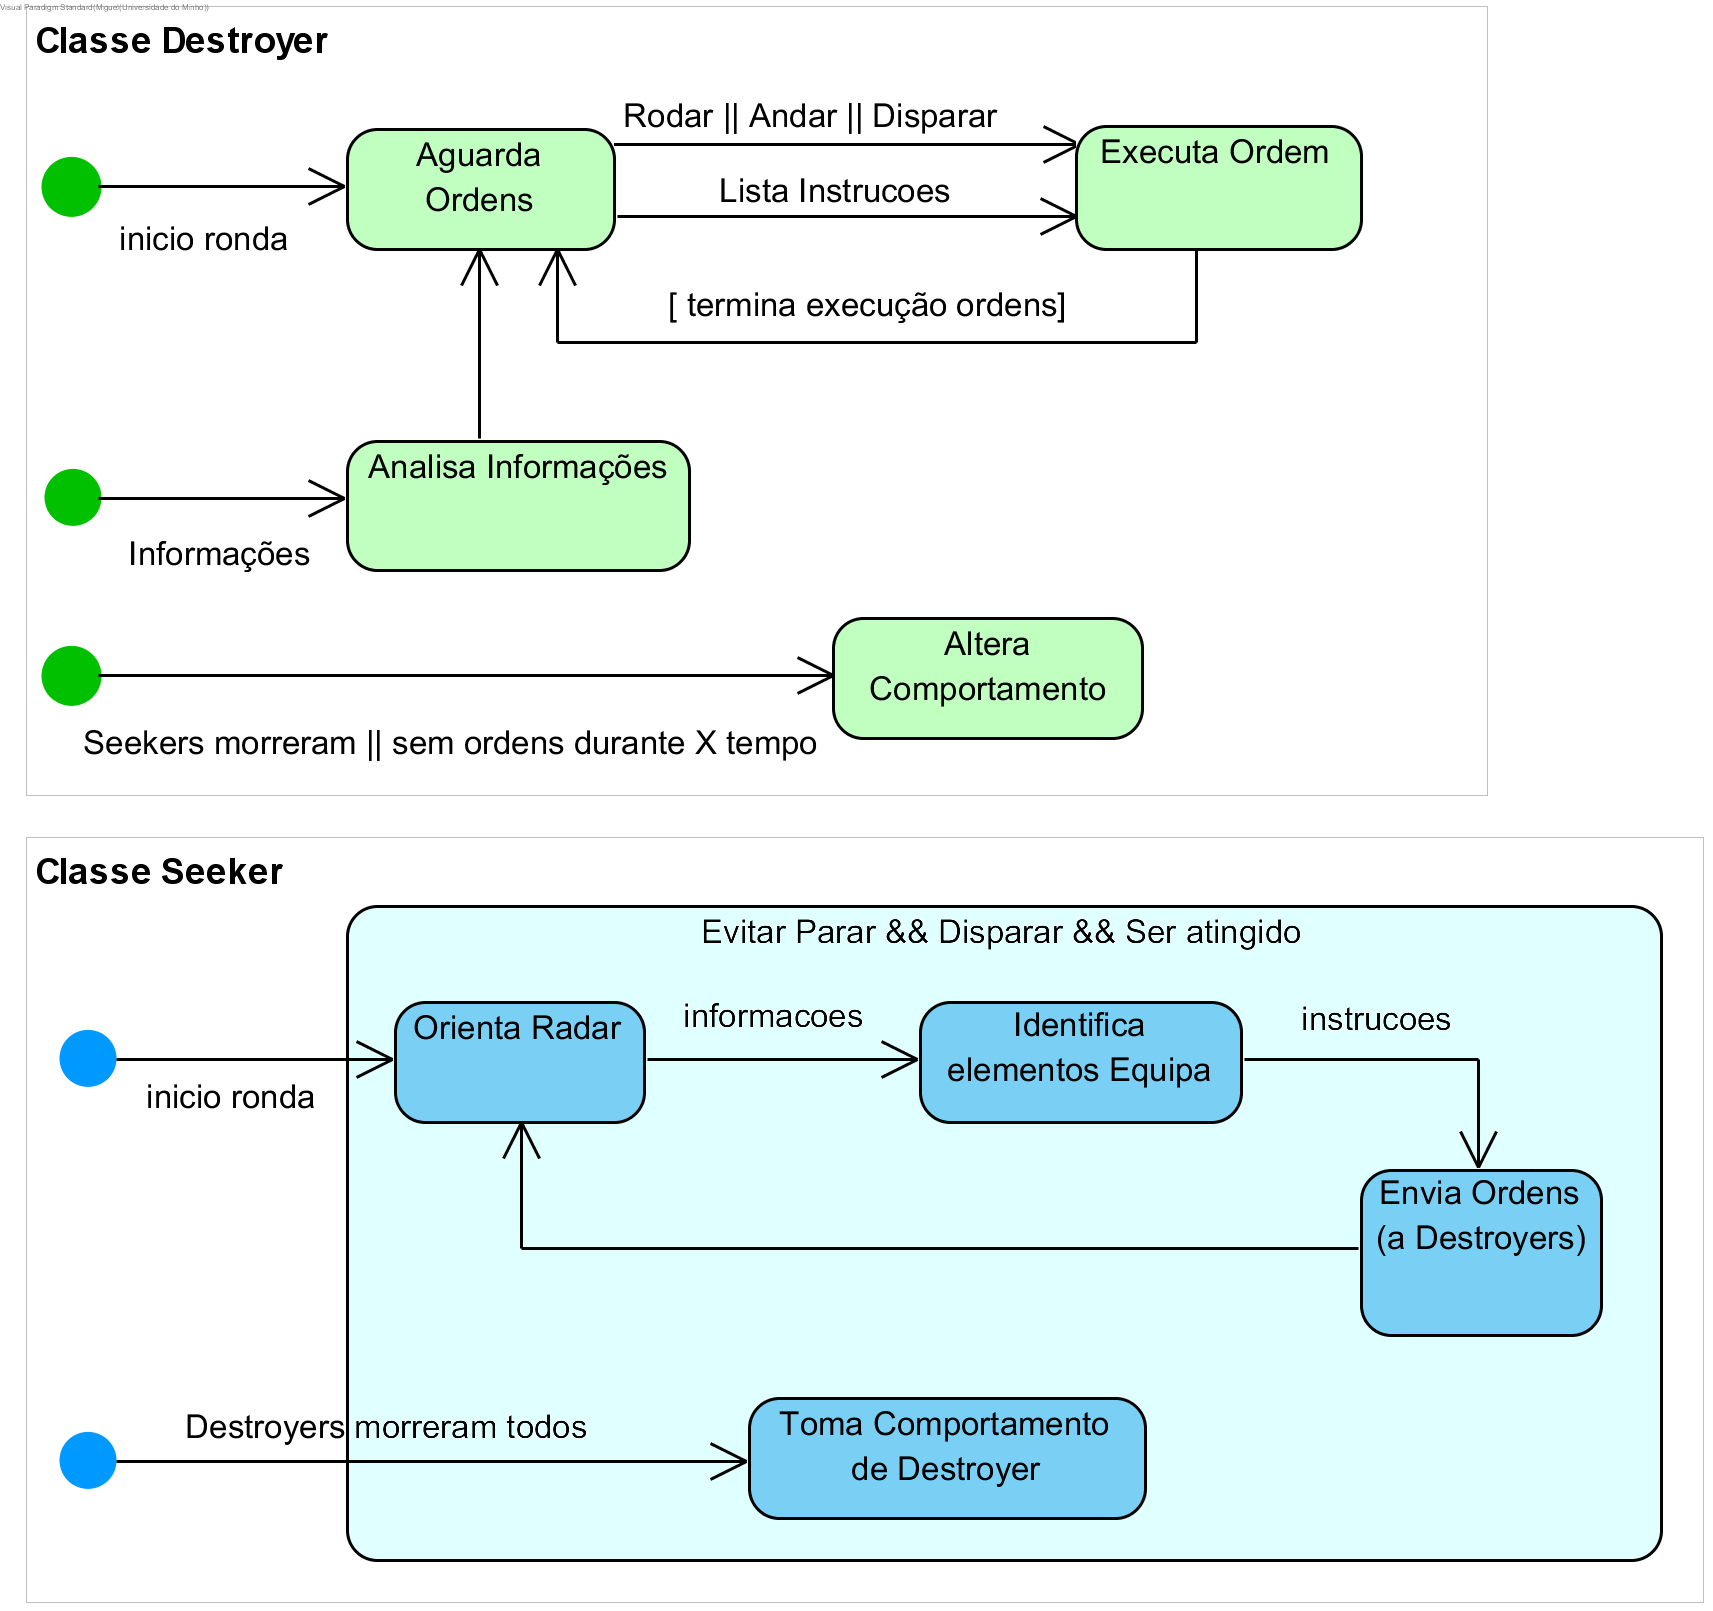 Visual Paradigm Standard(Miguel(Universidade do Minho))
Classe Destroyer
Rodar || Andar || Disparar
Aguarda
Ordens
Executa Ordem
Lista Instrucoes
inicio ronda
[ termina execução ordens]
Analisa Informações
Informações
Altera
Comportamento
Seekers morreram || sem ordens durante X tempo
Classe Seeker
Evitar Parar && Disparar && Ser atingido
Orienta Radar
informacoes
Identifica
elementos Equipa
instrucoes
inicio ronda
Envia Ordens
(a Destroyers)
Destroyers morreram todos
Toma Comportamento
de Destroyer